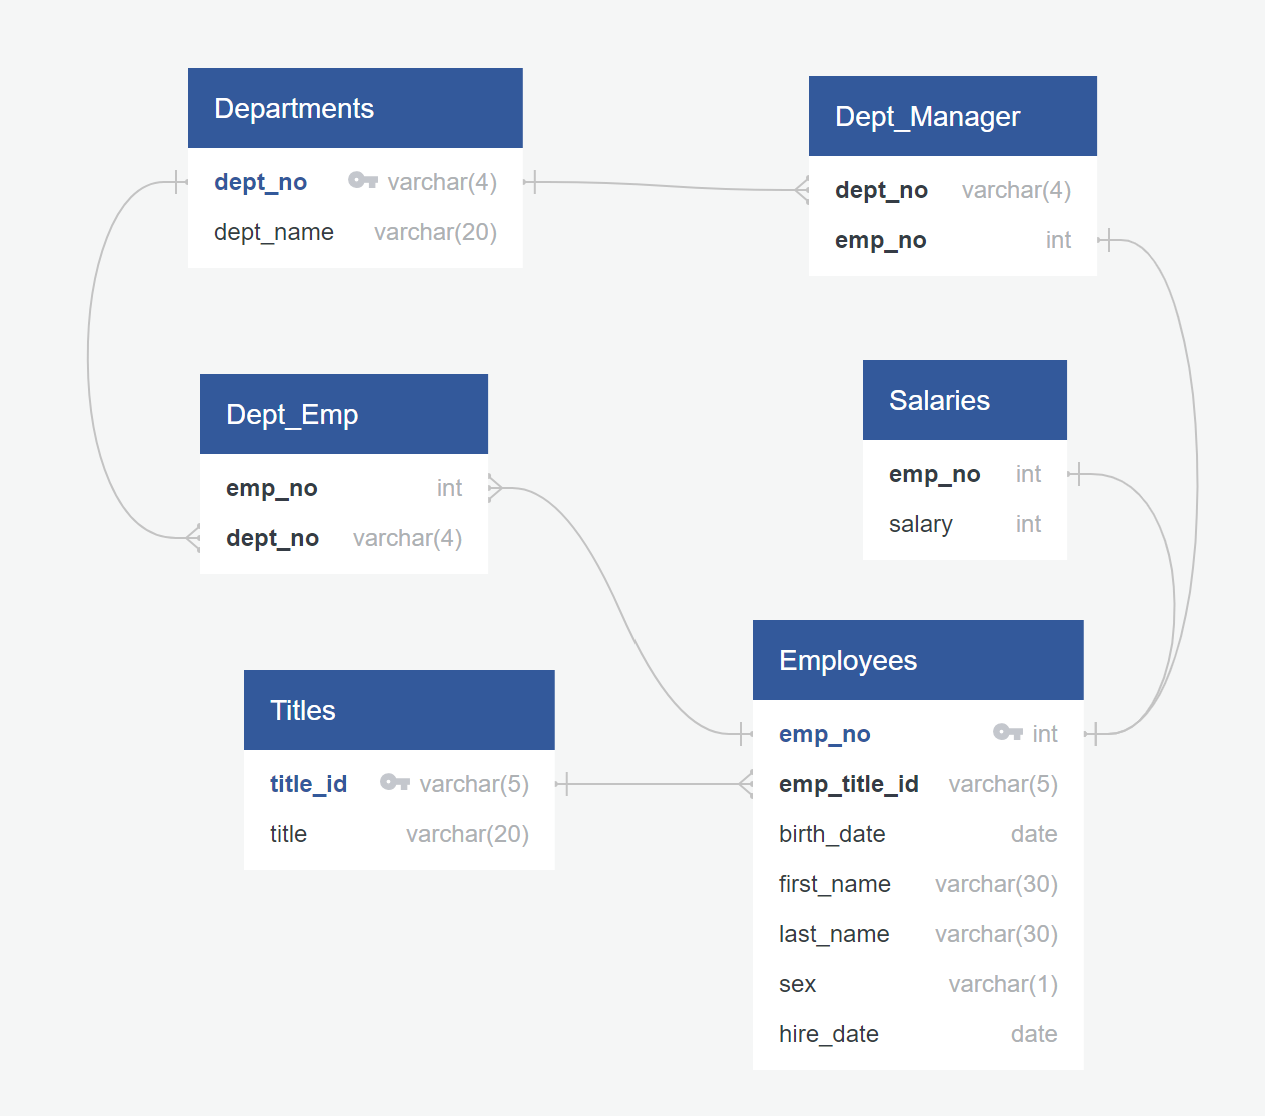 Departments
dept_no varchar(4)
dept_name varchar(20)
Dept_Manager
dept_no varchar(4)
emp_no int
Dept_Emp
emp_no int
dept_no varchar(4)
Salaries
emp_no int
salary int
Titles
title_id varchar(5)
title varchar(20)
Employees
emp_no int
emp_title_id varchar(5)
birth_date date
first_name varchar(30)
last_name varchar(30)
sex varchar(1)
hire_date date